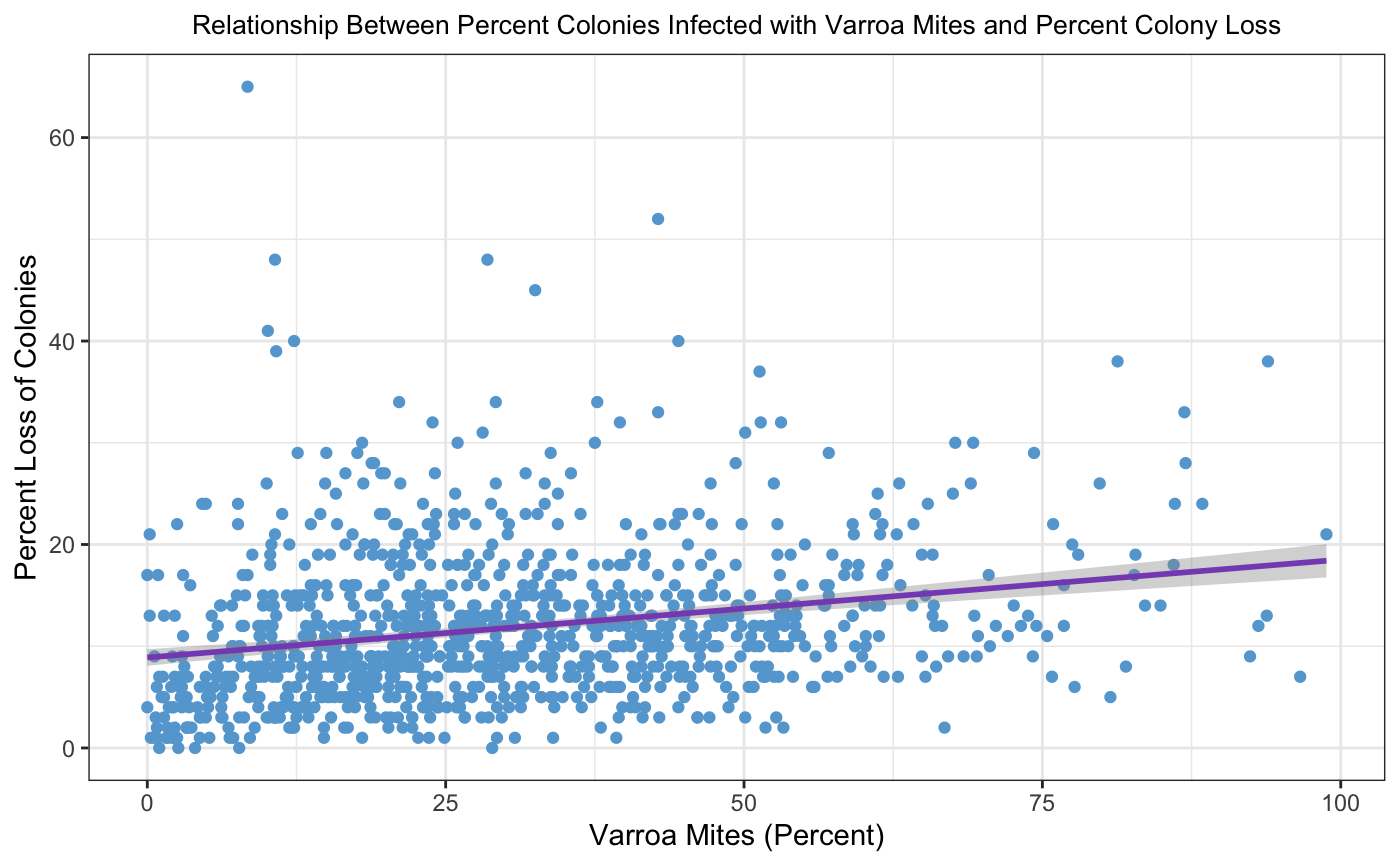 Relationship Between Percent Colonies Infected with Varroa Mites and Percent Colony Loss
Percent Loss of Colonies
60
40
20
0
0 25 50 75 100
Varroa Mites (Percent)